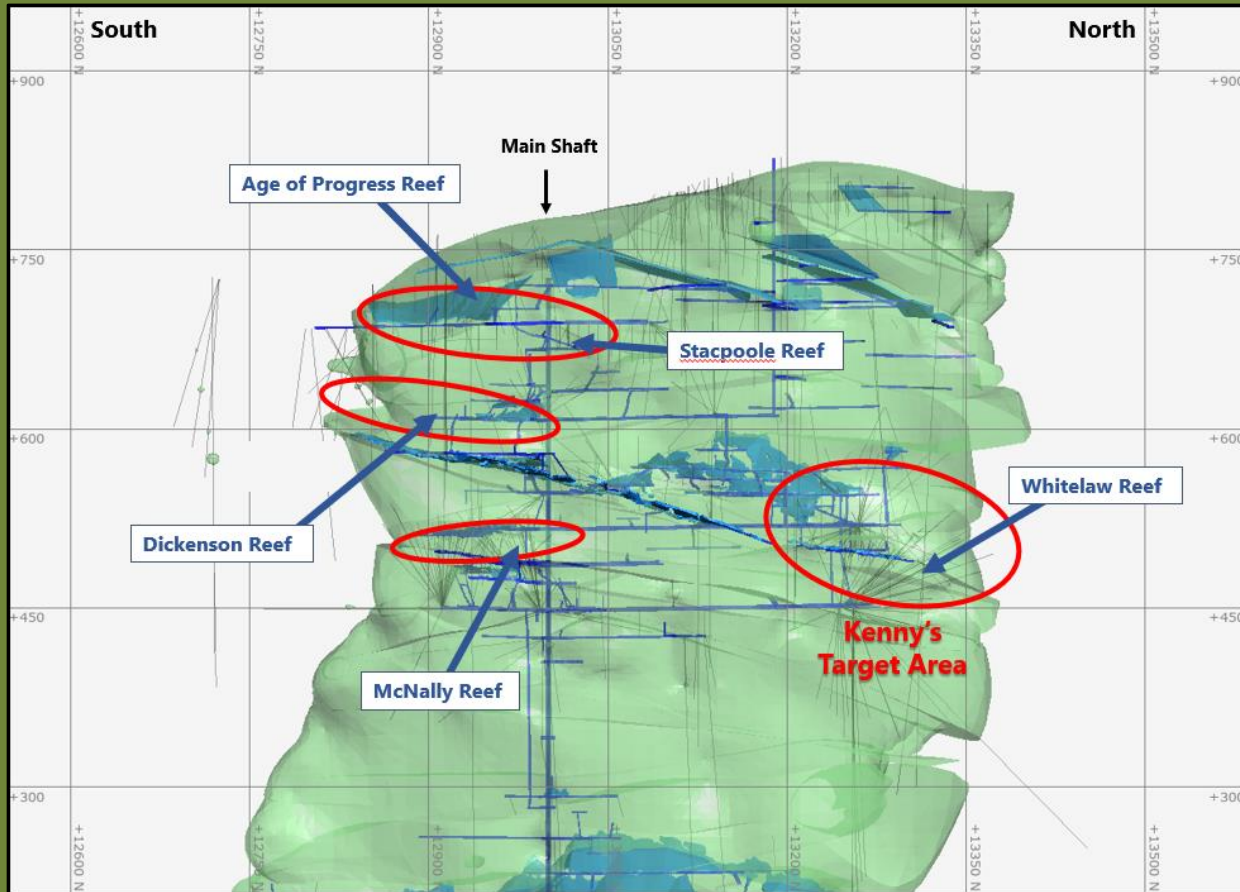 +12600 N
+12750 N
+12900 N
+13050 N
+13200 N
+13350 N
+13500 N
South
North
+900
+900
Main Shaft
Age of Progress Reef
+750
+750
Stacpoole Reef
+600
+600
Whitelaw Reef
Dickenson Reef
+450
+450
Kenny's
Target Area
McNally Reef
+300
+300
+12600 N
+12750 N
+12900 N
+13050 N
+13200 N
+13350 N
+13500 N